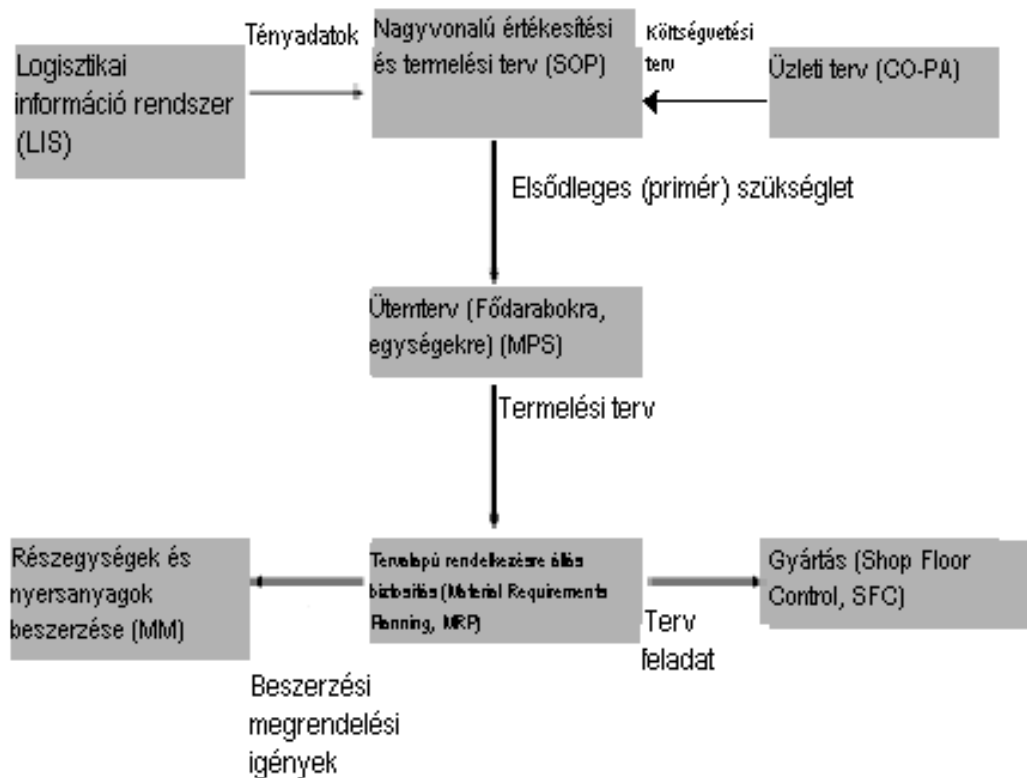 Tényadatok
Logisztikai
információ rendszer
(LIS)
Nagyvonalú értékesítési
és termelési terv (SOP)
Költségvetési
terv
Üzleti terv (CO-PA)
Elsődleges (primér) szükséglet
Ütemterv (Fődarabokra,
egységekre) (MPS)
Termelési terv
Részegységek és
nyersanyagok
beszerzése (MM)
Tervalapú rendelkezésre állás
biztosítás (Material Requirements
Planning, MRP)
Gyártás (Shop Floor
Control, SFC)
Terv
feladat
Beszerzési
megrendelési
igények